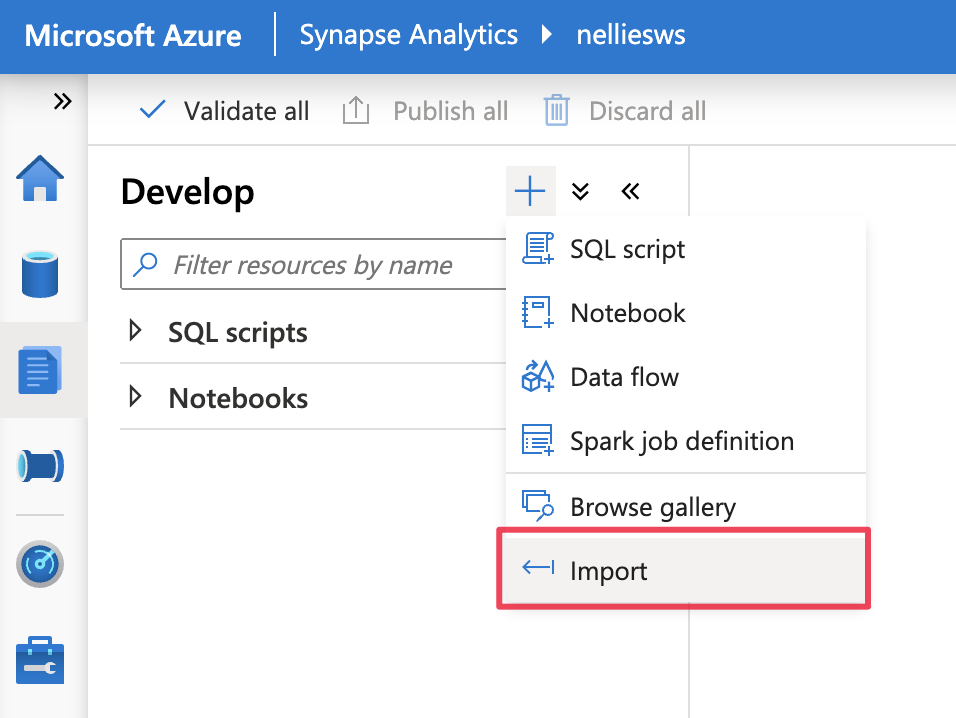 Microsoft Azure Synapse Analytics nelliesws
Validate all Publish all Discard all
Develop
Filter resources by name
SQL scripts
Notebooks
SQL script
Notebook
Data flow
Spark job definition
Browse gallery
Import